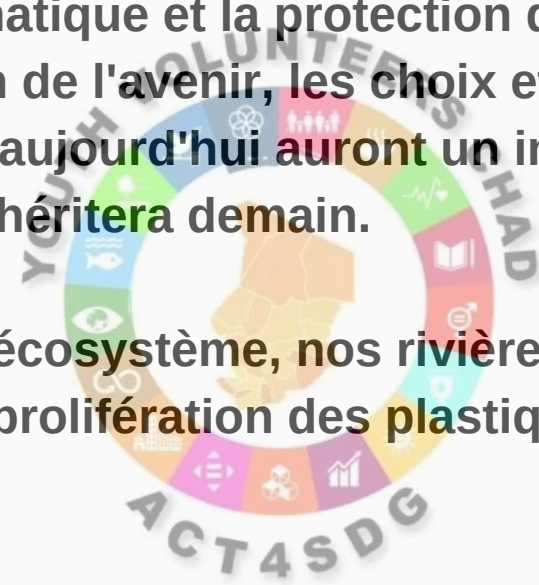 atique et la protection
de l'avenir, les choix et
aujourd'hui auront un
héritera demain.
écosystème, nos rivière
prolifération des plastiq
YOUTH VOLUNTEERS CHAD
ACT4SDG